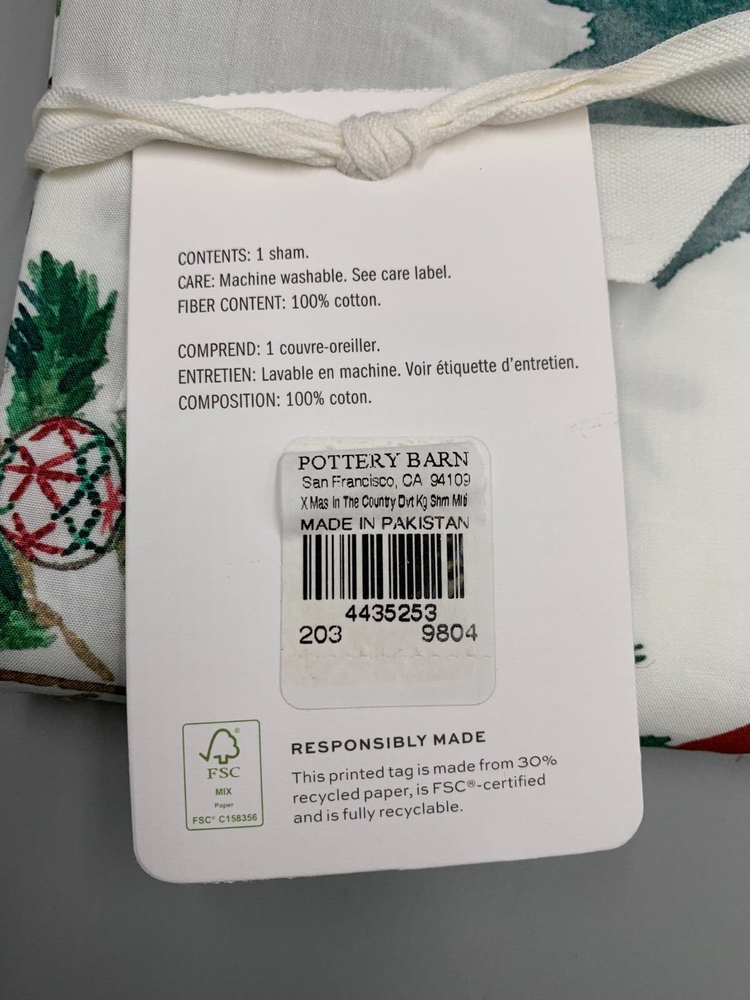 CONTENTS: 1 sham.
CARE: Machine washable. See care label.
FIBER CONTENT: 100% cotton.
COMPREND: 1 couvre-oreiller.
ENTRETIEN: Lavable en machine. Voir étiquette d'entretien.
COMPOSITION: 100% coton.
POTTERY BARN
San Francisco, CA 94109
X Mas In The Country Dvt Kg Shm Mlti
MADE IN PAKISTAN
4435253
203 9804
FSC
MIX
Paper
FSC® C158356
RESPONSIBLY MADE
This printed tag is made from 30%
recycled paper, is FSC®-certified
and is fully recyclable.